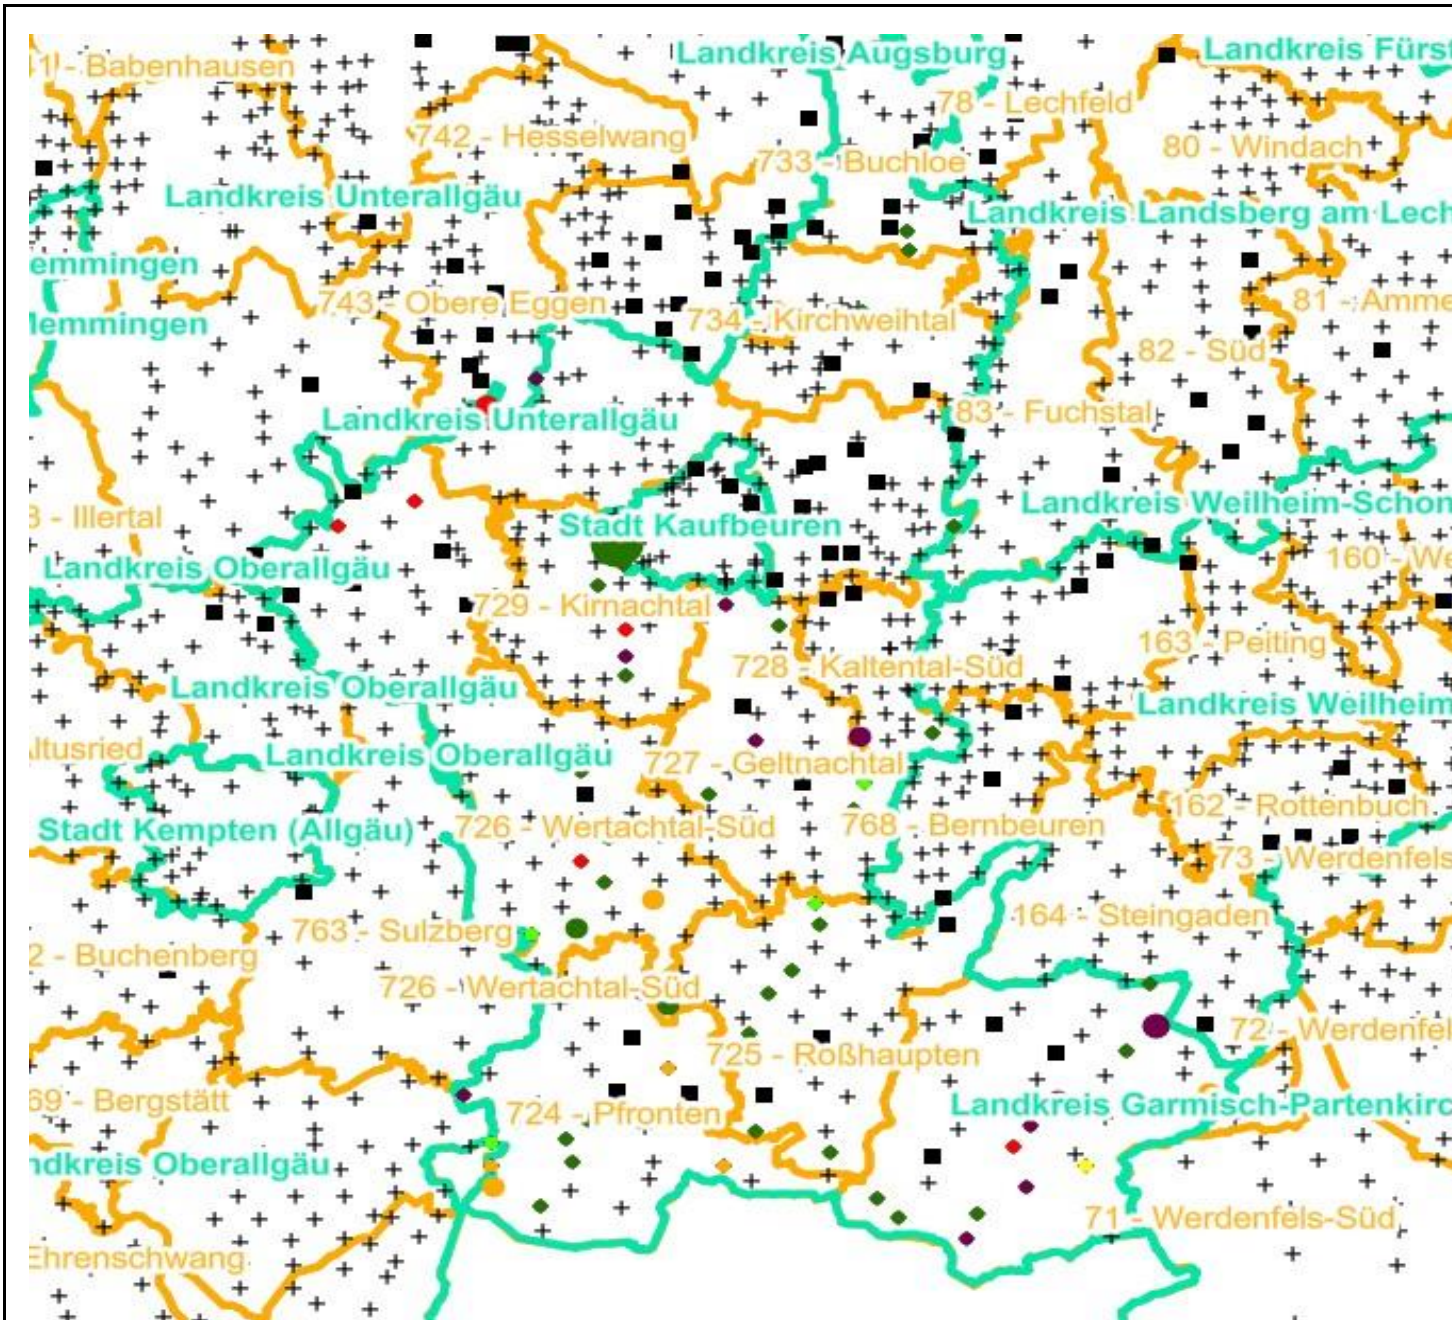 41 - Babenhausen
Landkreis Augsburg
Landkreis Fürs
78 - Lechfeld
742 - Hesselwang
733 - Buchloe
80 - Windach
Landkreis Unterallgäu
Landkreis Landsberg am Lech
emmingen
743 - Obere Eggen
81 - Amme
734 - Kirchweihtal
Memmingen
82 - Süd
Landkreis Unterallgäu
83 - Fuchstal
Landkreis Weilheim-Schon
3 - Illertal
Stadt Kaufbeuren
160 - We
Landkreis Oberallgäu
729 - Kirnachtal
163 - Peiting
728 - Kaltental-Süd
Landkreis Oberallgäu
Landkreis Weilheim
Altusried
Landkreis Oberallgäu
727 - Geltnachtal
162 - Rottenbuch
Stadt Kempten (Allgäu)
726 - Wertachtal-Süd
768 - Bernbeuren
73 - Werdenfels
164 - Steingaden
763 - Sulzberg
2 - Buchenberg
726 - Wertachtal-Süd
72 - Werdenfel
725 - Roßhaupten
69 - Bergstätt
724 - Pfronten
Landkreis Garmisch-Partenkirc
ndkreis Oberallgäu
71 - Werdenfels-Süd
Ehrenschwang